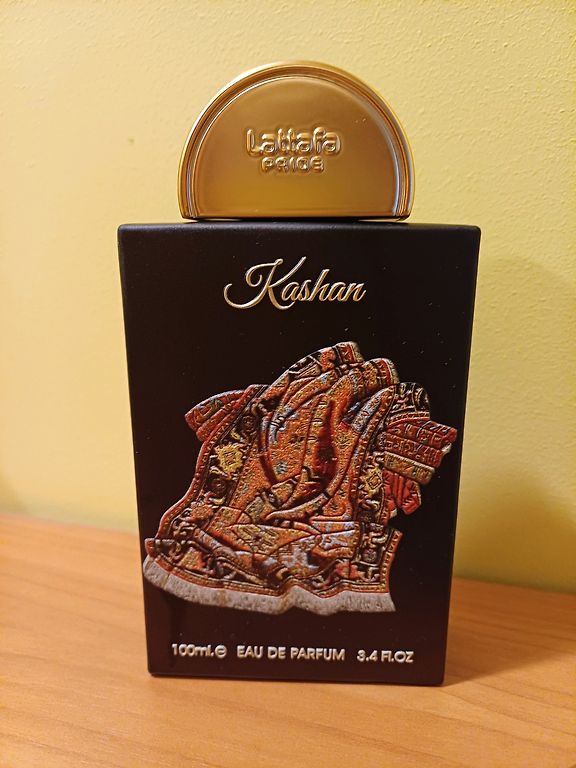 Lattafa
PRIDE
Kashan
100ml.e EAU DE PARFUM 3.4 Fl.OZ